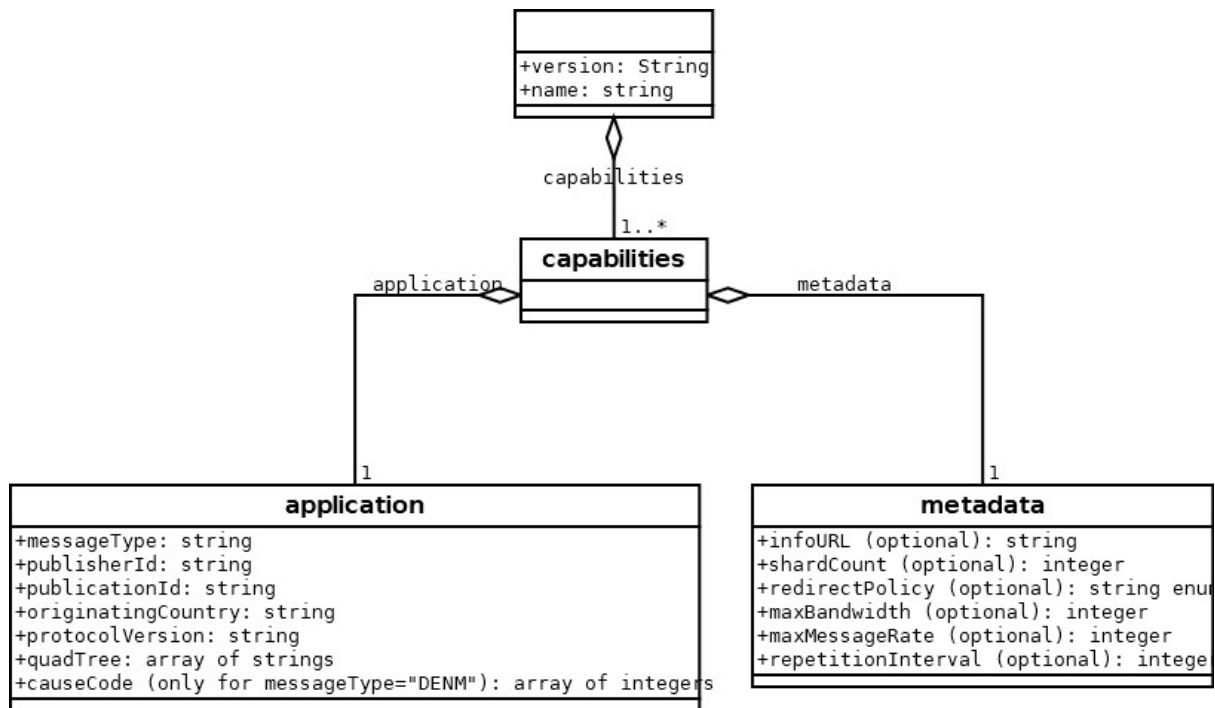 +version: String
+name: string
capabilities
1..*
capabilities
application
metadata
1
1
application
+messageType: string
+publisherId: string
+publicationId: string
+originatingCountry: string
+protocolVersion: string
+quadTree: array of strings
+causeCode (only for messageType="DENM"): array of integers
metadata
+infoURL (optional): string
+shardCount (optional): integer
+redirectPolicy (optional): string
+maxBandwidth (optional): integer
+maxMessageRate (optional): integer
+repetitionInterval (optional): intege